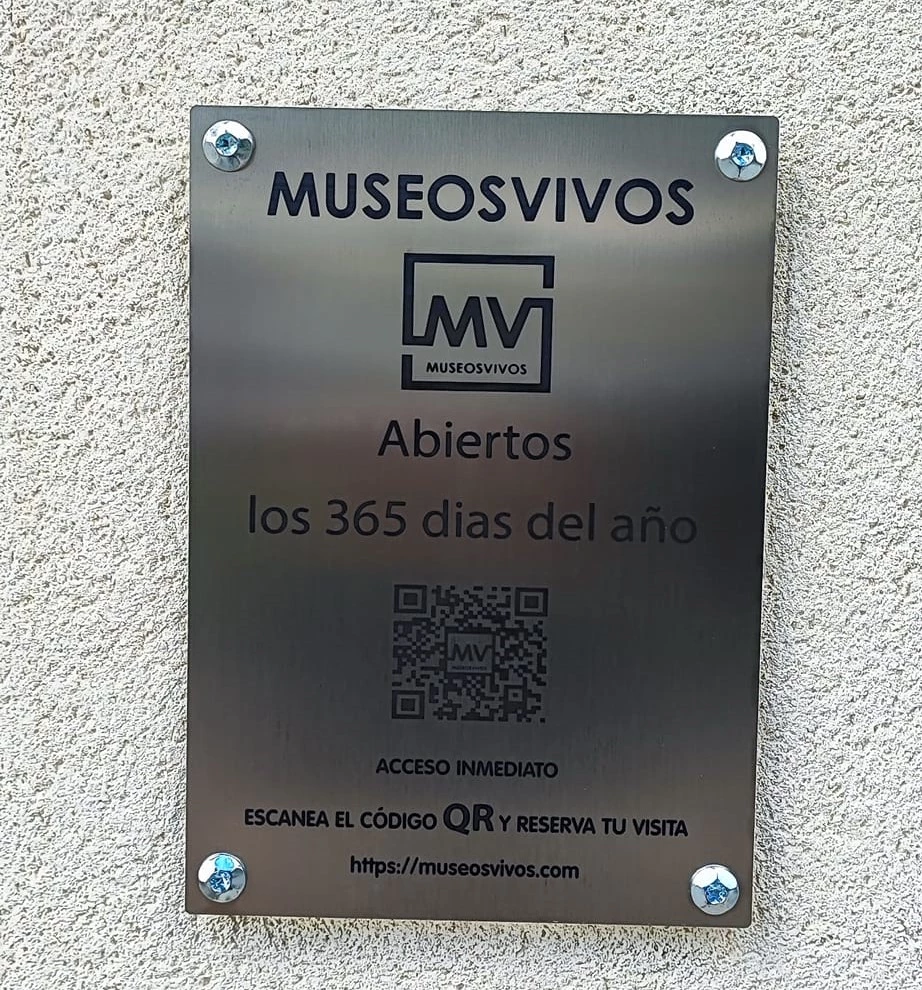 MUSEOSVIVOS
MV
MUSEOSVIVOS
Abiertos
los 365 dias del año
MV
MUSEOSVIVOS
ACCESO INMEDIATO
ESCANEA EL CÓDIGO QR Y RESERVA TU VISITA
https://museosvivos.com